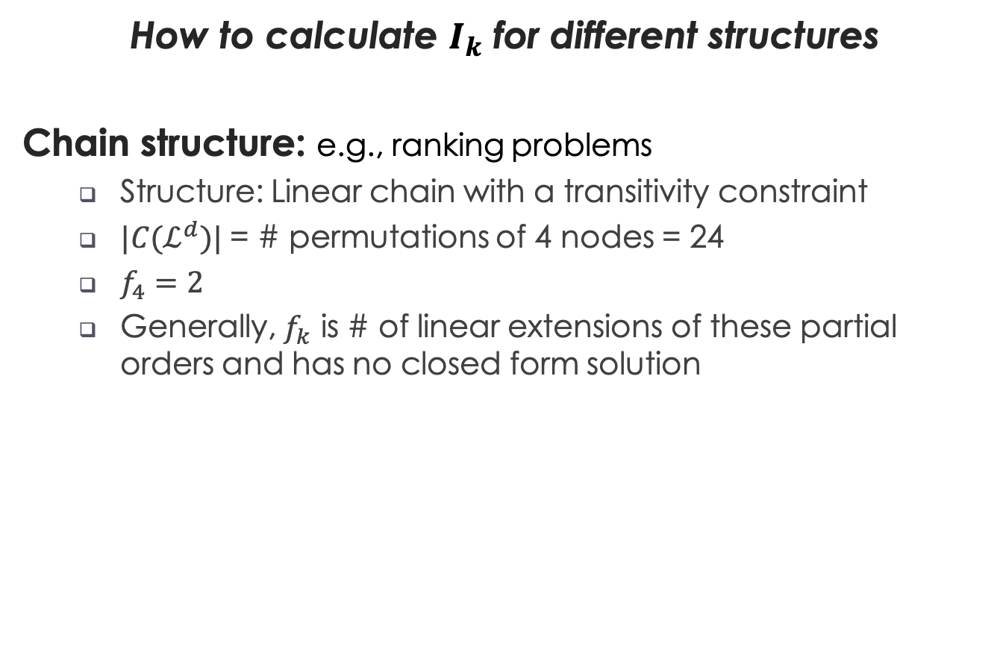 How to calculate I_k for different structures
Chain structure: e.g., ranking problems
❑ Structure: Linear chain with a transitivity constraint
❑ |C(ℒ^d)| = # permutations of 4 nodes = 24
❑ f_4 = 2
❑ Generally, f_k is # of linear extensions of these partial
orders and has no closed form solution